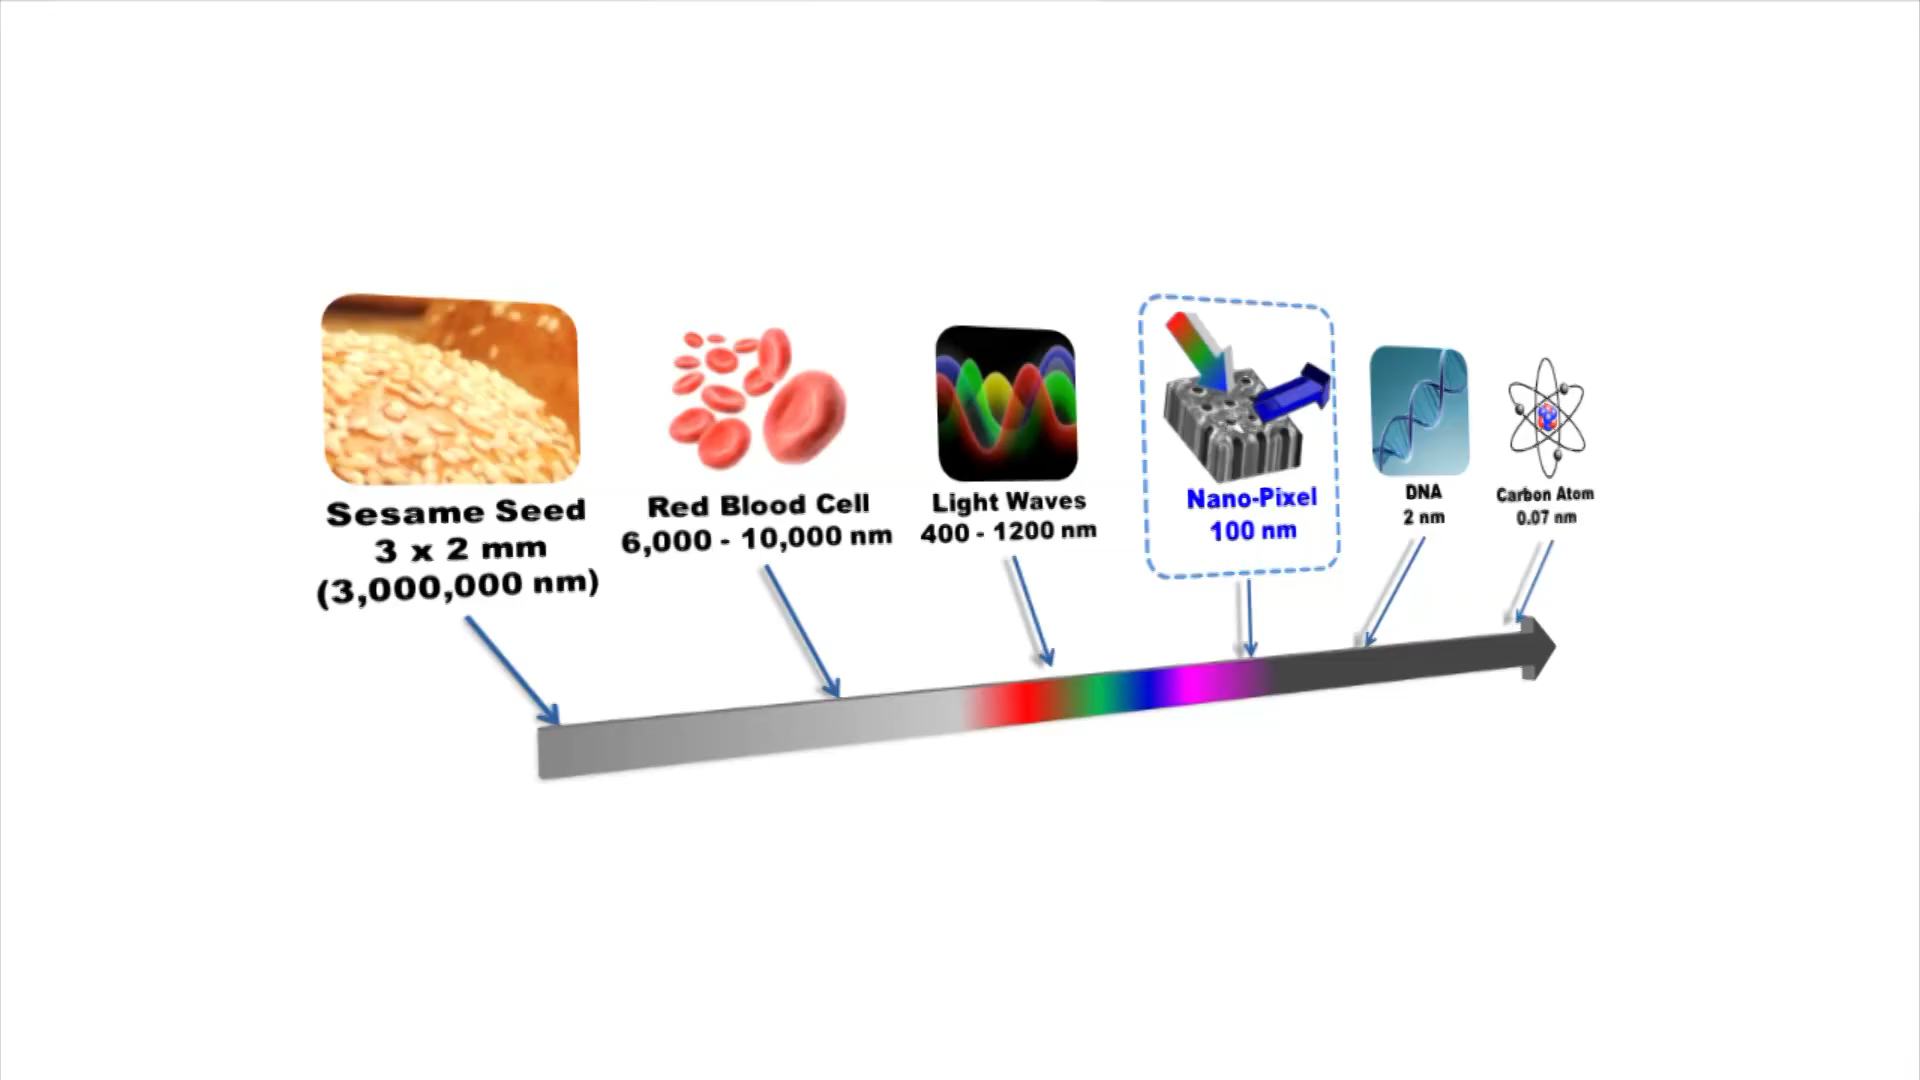 Sesame Seed
3 x 2 mm
(3,000,000 nm)
Red Blood Cell
6,000 - 10,000 nm
Light Waves
400 - 1200 nm
Nano-Pixel
100 nm
DNA
2 nm
Carbon Atom
0.07 nm